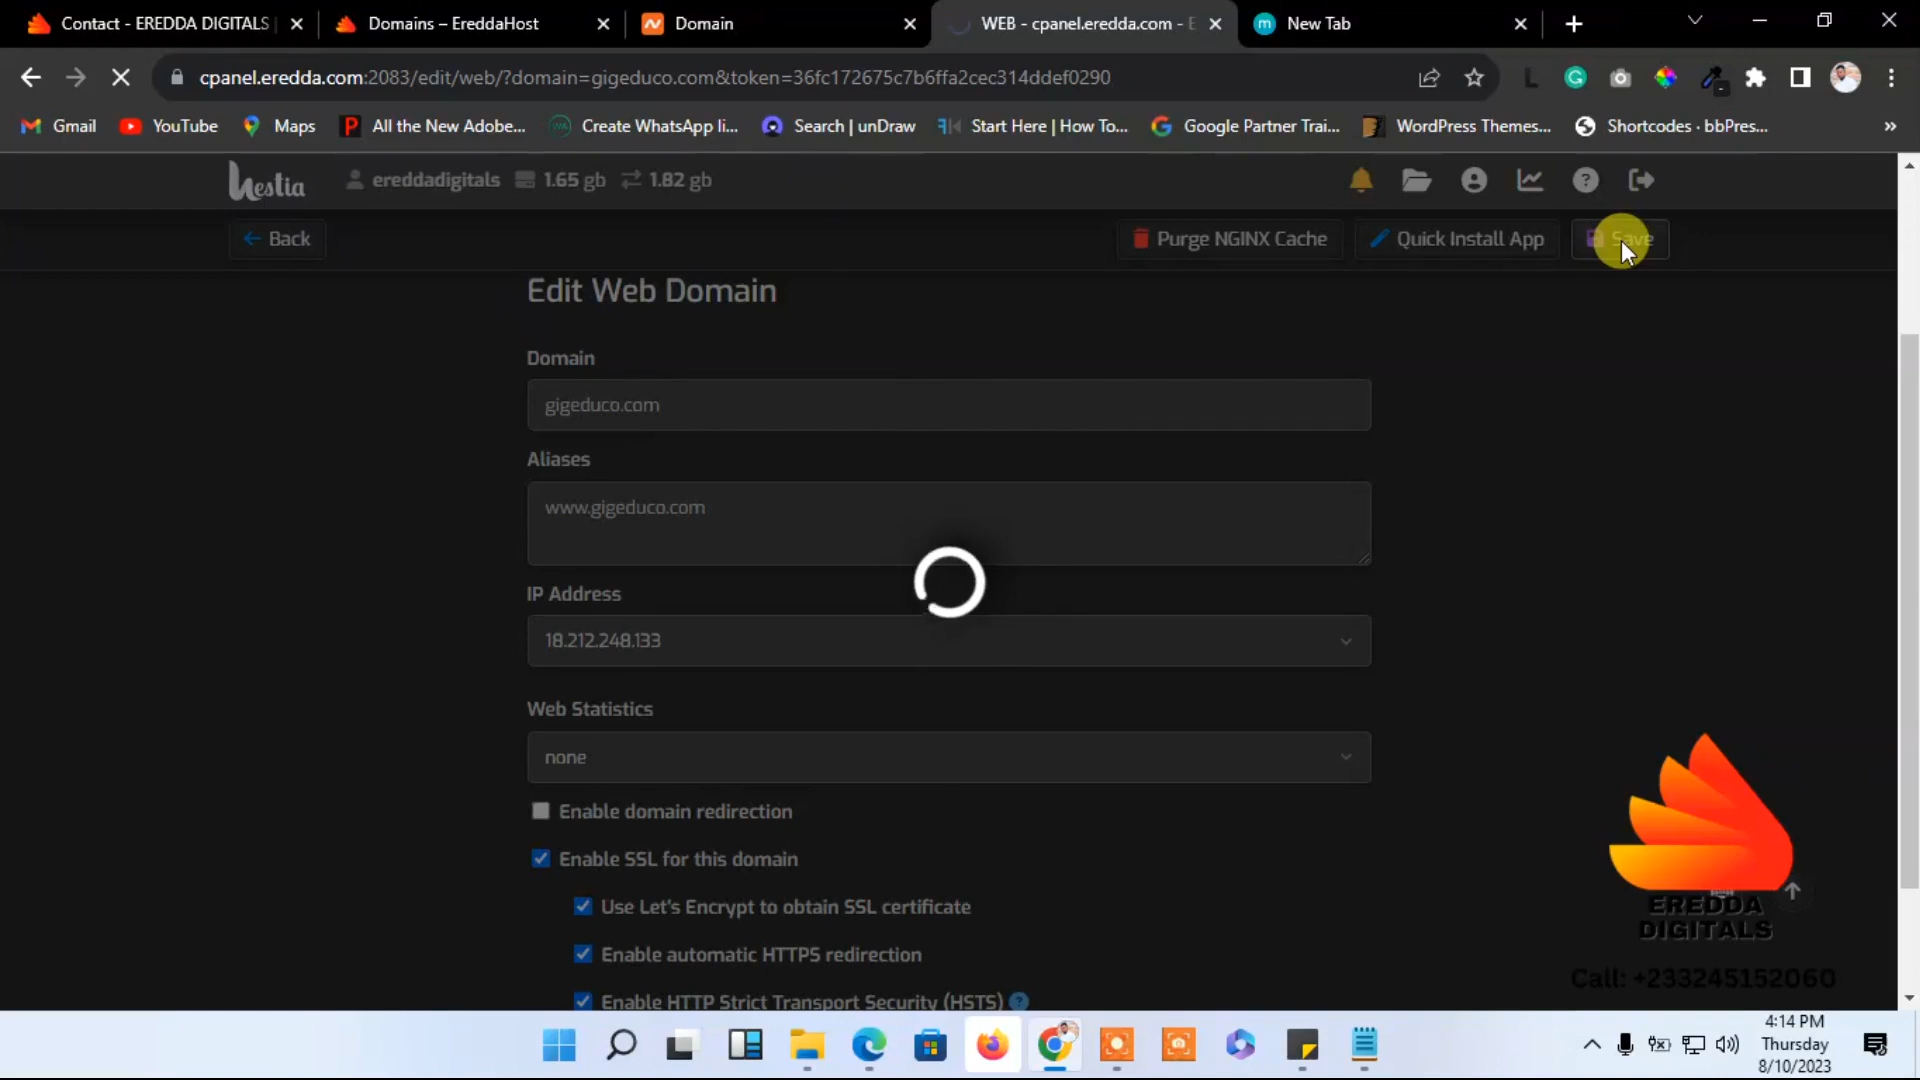 Contact - EREDDA DIGITALS
Domains – EreddaHost
Domain
WEB - cpanel.eredda.com - E
New Tab
cpanel.eredda.com:2083/edit/web/?domain=gigeduco.com&token=36fc172675c7b6ffa2cec314ddef0290
Gmail
YouTube
Maps
All the New Adobe...
Create WhatsApp li...
Search | unDraw
Start Here | How To...
Google Partner Trai...
WordPress Themes...
Shortcodes · bbPres...
hestia
ereddadigitals
1.65 gb
1.82 gb
Back
Purge NGINX Cache
Quick Install App
Save
Edit Web Domain
Domain
gigeduco.com
Aliases
www.gigeduco.com
IP Address
18.212.248.133
Web Statistics
none
Enable domain redirection
Enable SSL for this domain
Use Let's Encrypt to obtain SSL certificate
Enable automatic HTTPS redirection
Enable HTTP Strict Transport Security (HSTS)
EREDDA
DIGITALS
Call: +233245152060
4:14 PM
Thursday
8/10/2023